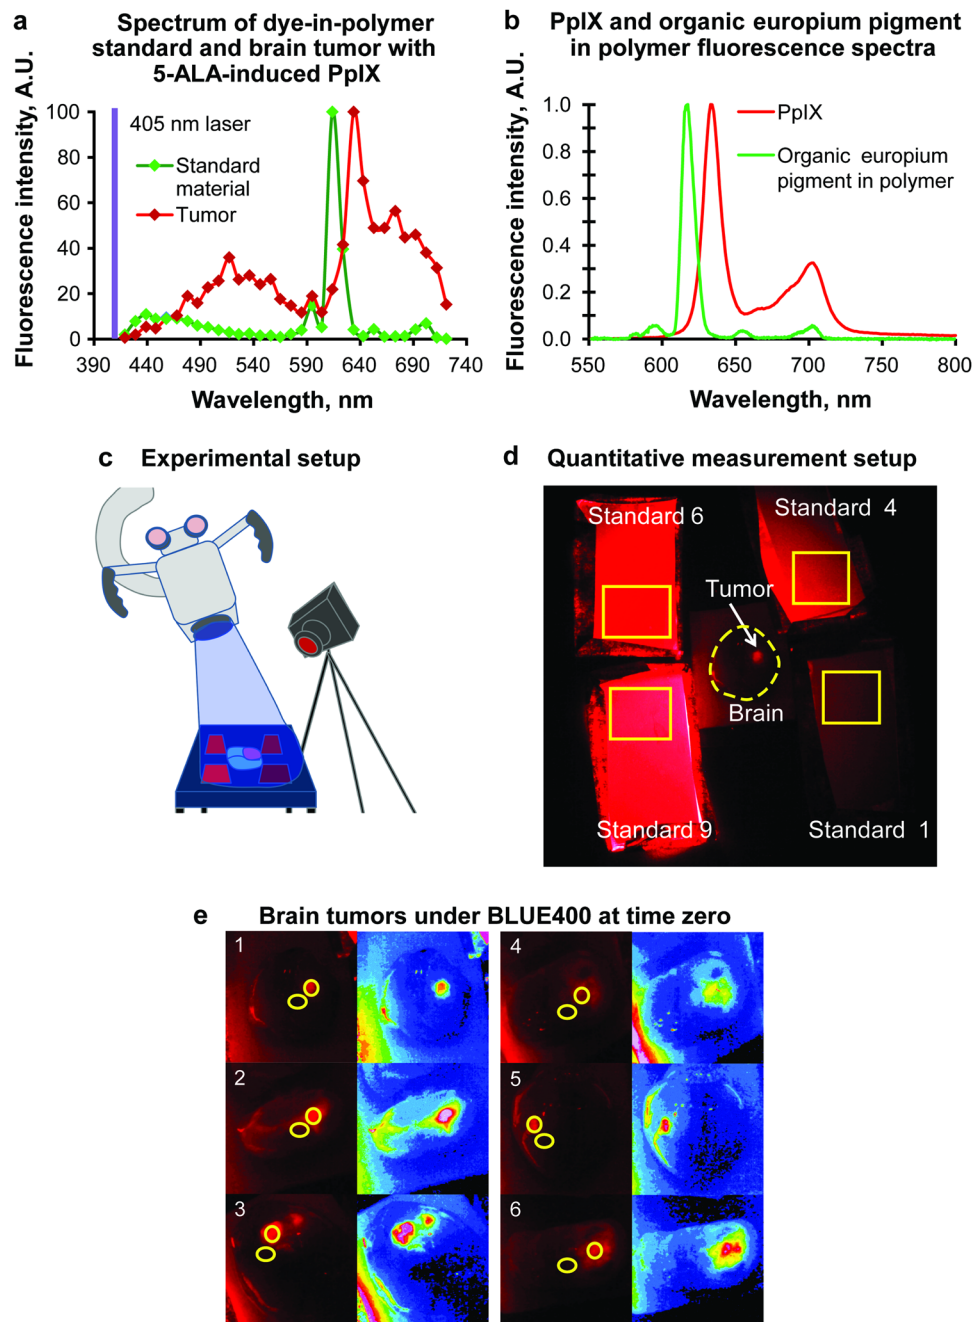 a
Spectrum of dye-in-polymer
standard and brain tumor with
5-ALA-induced PpIX
Fluorescence intensity, A.U.
100
80
60
40
20
0
405 nm laser
Standard
material
Tumor
390 440 490 540 590 640 690 740
Wavelength, nm
b
PpIX and organic europium pigment
in polymer fluorescence spectra
Fluorescence intensity, A.U.
1.0
0.8
0.6
0.4
0.2
0.0
PpIX
Organic europium
pigment in polymer
550 600 650 700 750 800
Wavelength, nm
c Experimental setup
d Quantitative measurement setup
Standard 6
Standard 4
Tumor
Brain
Standard 9
Standard 1
e Brain tumors under BLUE400 at time zero
1
2
3
4
5
6